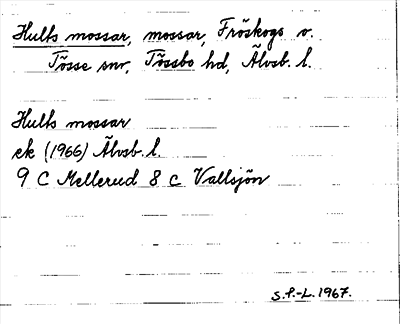 Hults mossar, mossar, Fröskogs o.
Tösse snr, Tössbo hd, Älvsb. l.
Hults mossar
ek (1966) Älvsb. l.
9 C Mellerud 8 C Vallsjön
S.P.-L. 1967.